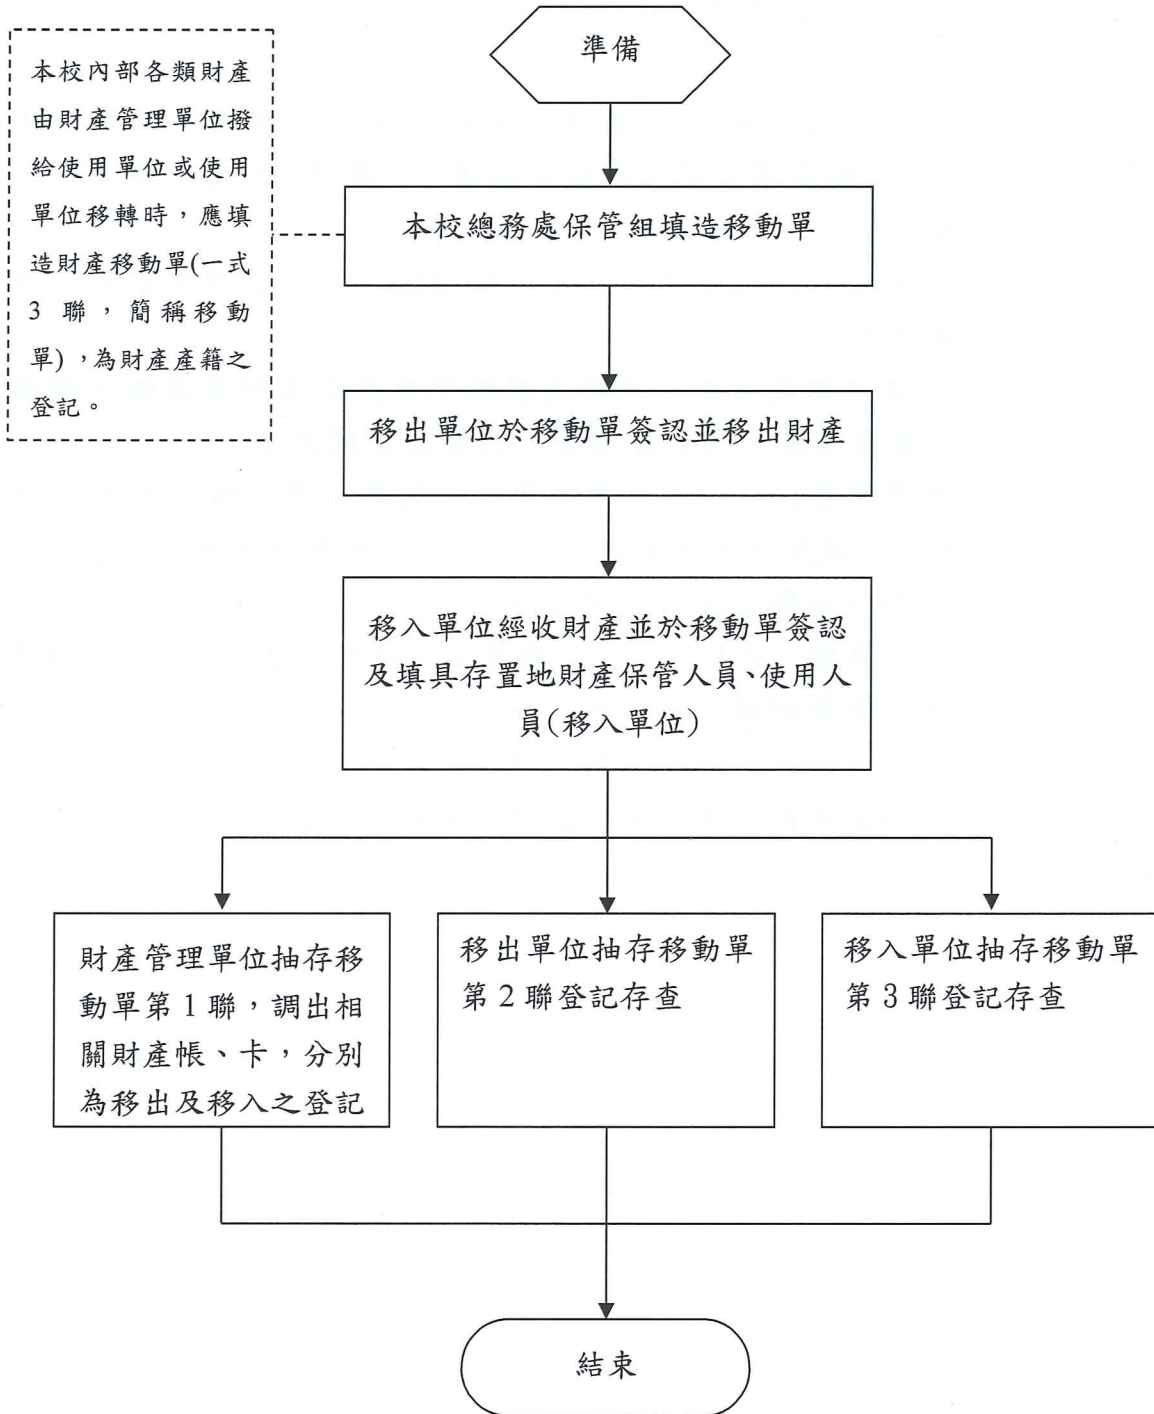 準備
本校內部各類財產
由財產管理單位撥
給使用單位或使用
單位移轉時，應填
造財產移動單(一式
3 聯，簡稱移動
單)，為財產產籍之
登記。
本校總務處保管組填造移動單
移出單位於移動單簽認並移出財產
移入單位經收財產並於移動單簽認
及填具存置地財產保管人員、使用人
員(移入單位)
財產管理單位抽存移
動單第 1 聯，調出相
關財產帳、卡，分別
為移出及移入之登記
移出單位抽存移動單
第 2 聯登記存查
移入單位抽存移動單
第 3 聯登記存查
結束